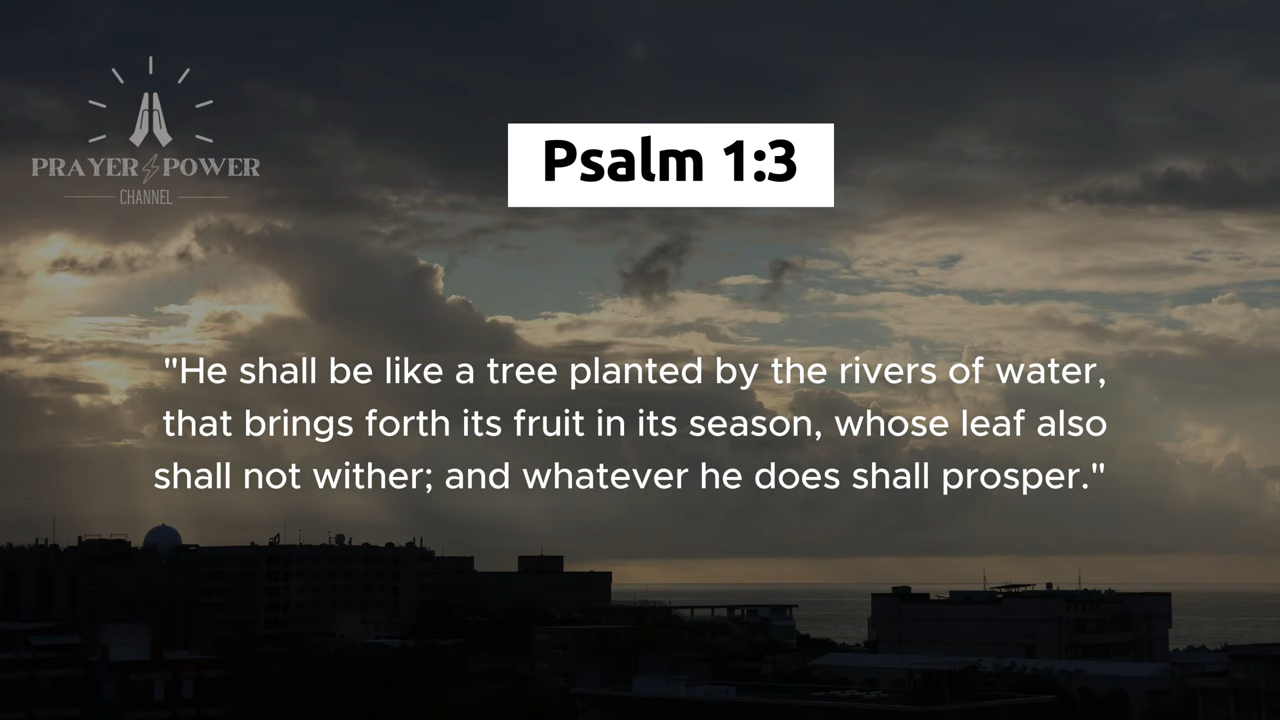 PRAYER POWER
CHANNEL
Psalm 1:3
"He shall be like a tree planted by the rivers of water,
that brings forth its fruit in its season, whose leaf also
shall not wither; and whatever he does shall prosper."